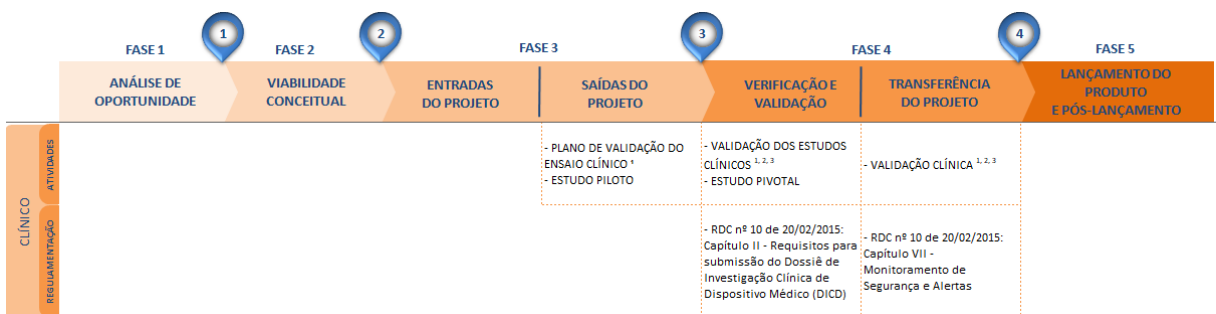 1
2
3
4
FASE 1
FASE 2
FASE 3
FASE 4
FASE 5
ANÁLISE DE
OPORTUNIDADE
VIABILIDADE
CONCEITUAL
ENTRADAS
DO PROJETO
SAÍDAS DO
PROJETO
VERIFICAÇÃO E
VALIDAÇÃO
TRANSFERÊNCIA
DO PROJETO
LANÇAMENTO DO
PRODUTO
E PÓS-LANÇAMENTO
CLÍNICO
ATIVIDADES
- PLANO DE VALIDAÇÃO DO
ENSAIO CLÍNICO
- ESTUDO PILOTO
- VALIDAÇÃO DOS ESTUDOS
CLÍNICOS 1, 2, 3
- ESTUDO PIVOTAL
- VALIDAÇÃO CLÍNICA 1, 2, 3
REGULAMENTAÇÃO
- RDC nº 10 de 20/02/2015:
Capítulo II - Requisitos para
submissão do Dossiê de
Investigação Clínica de
Dispositivo Médico (DICD)
- RDC nº 10 de 20/02/2015:
Capítulo VII -
Monitoramento de
Segurança e Alertas